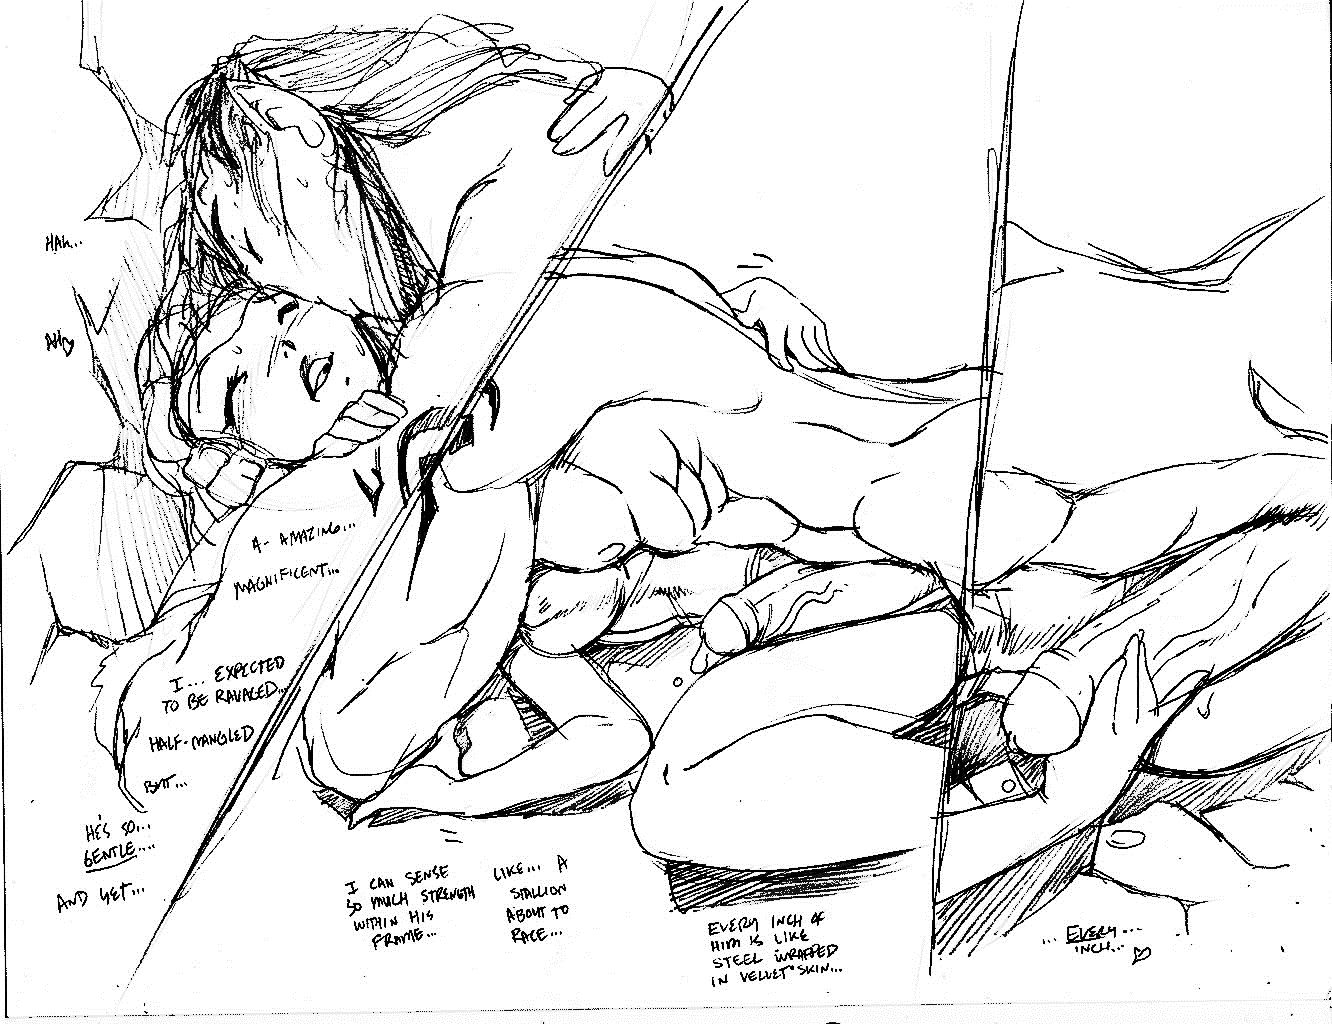 HAH...
AH♡
A- AMAZING...
MAGNIFICENT...
I... EXPECTED
TO BE RAVAGED...
HALF-MANGLED
BUT...
HE'S SO...
GENTLE....
AND YET...
I CAN SENSE
SO MUCH STRENGTH
WITHIN HIS
FRAME...
LIKE... A
STALLION
ABOUT TO
RACE...
EVERY INCH OF
HIM IS LIKE
STEEL WRAPPED
IN VELVET SKIN...
... EVERY...
INCH... ♡